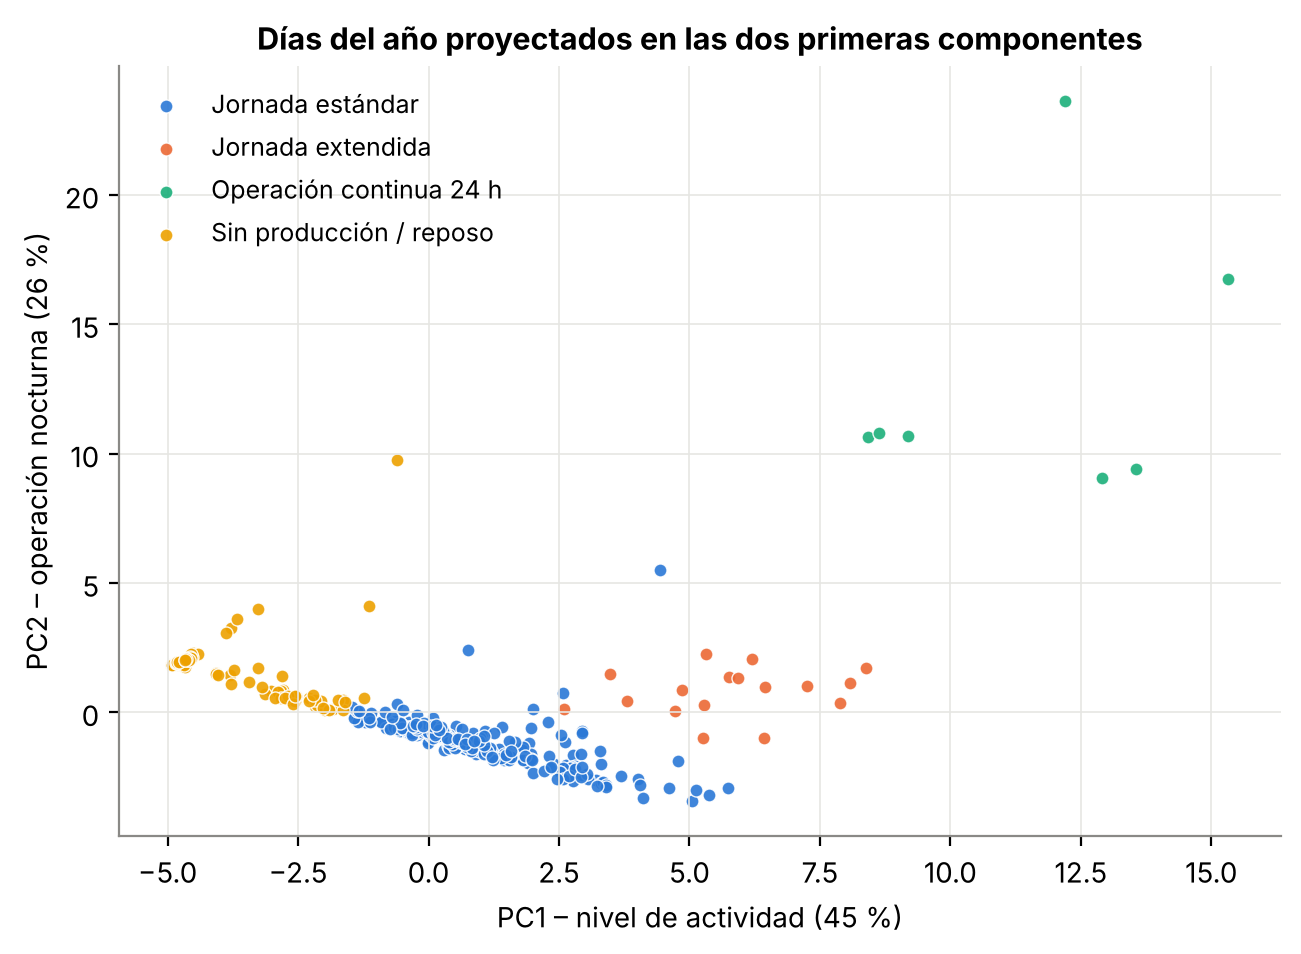 Días del año proyectados en las dos primeras componentes
Jornada estándar
Jornada extendida
Operación continua 24 h
Sin producción / reposo
PC2 – operación nocturna (26 %)
20
15
10
5
0
−5.0 −2.5 0.0 2.5 5.0 7.5 10.0 12.5 15.0
PC1 – nivel de actividad (45 %)